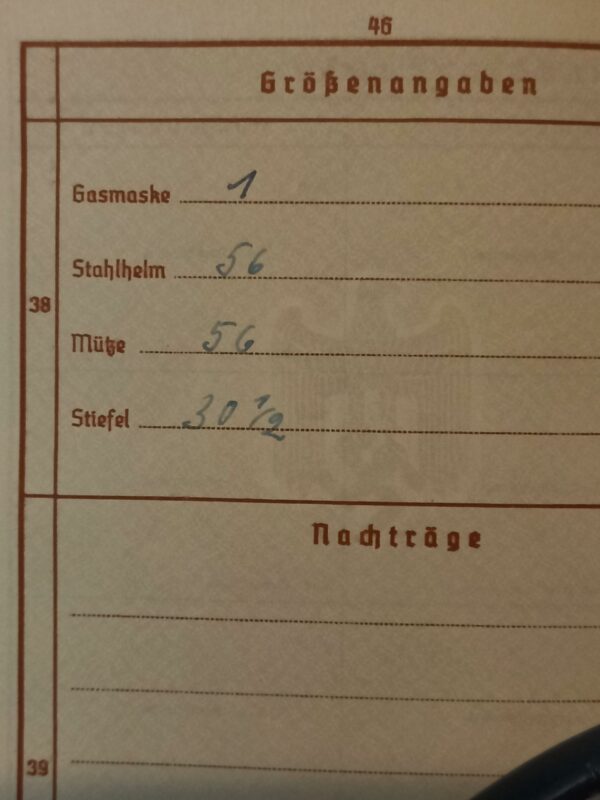 46
Größenangaben
Gasmaske 1
Stahlhelm 56
38
Mütze 56
Stiefel 30 1/2
Nachträge
39